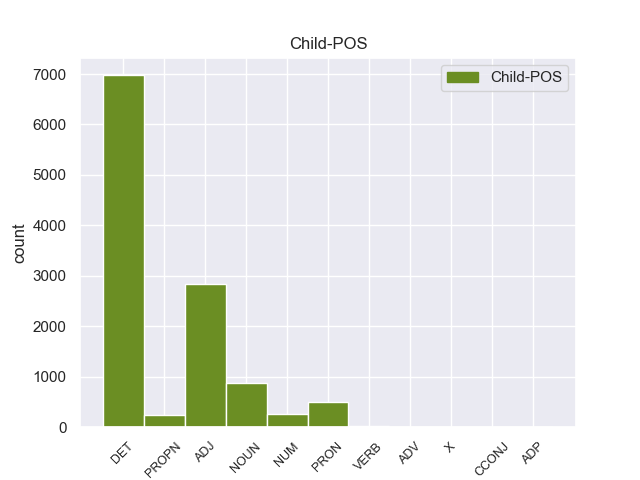 Child-POS
Child-POS
count
7000
6000
5000
4000
3000
2000
1000
0
DET
PROPN
ADJ
NOUN
NUM
PRON
VERB
ADV
X
CCONJ
ADP